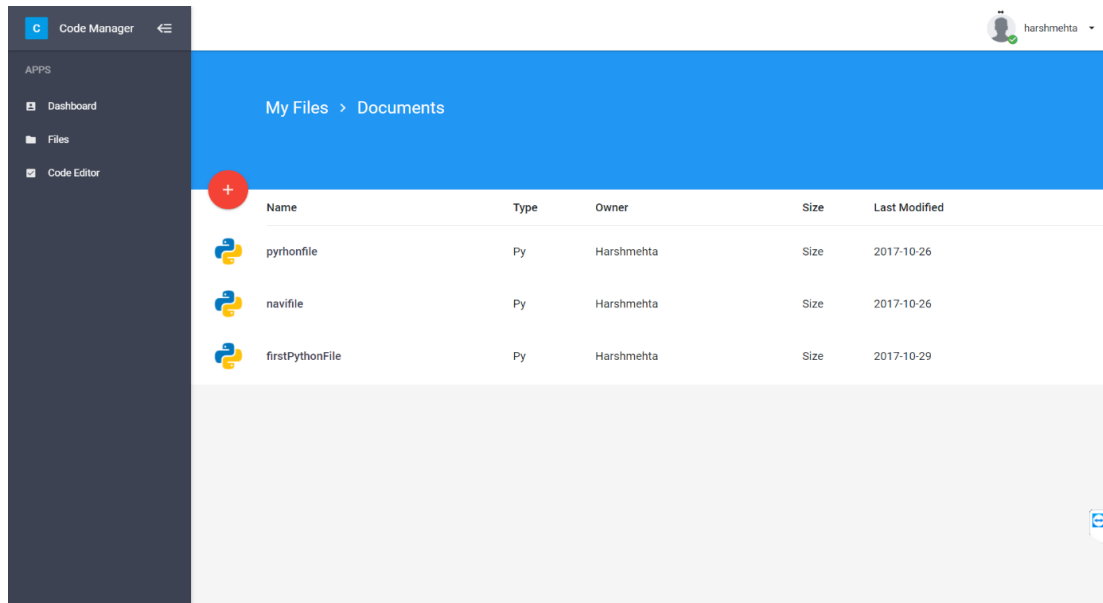 C Code Manager
harshmehta
APPS
Dashboard
Files
Code Editor
My Files > Documents
+
Name Type Owner Size Last Modified
pyrhonfile Py Harshmehta Size 2017-10-26
navifile Py Harshmehta Size 2017-10-26
firstPythonFile Py Harshmehta Size 2017-10-29